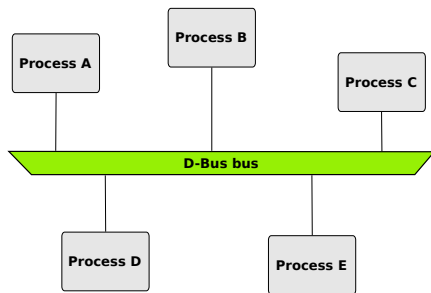 Process A
Process B
Process C
D-Bus bus
Process D
Process E